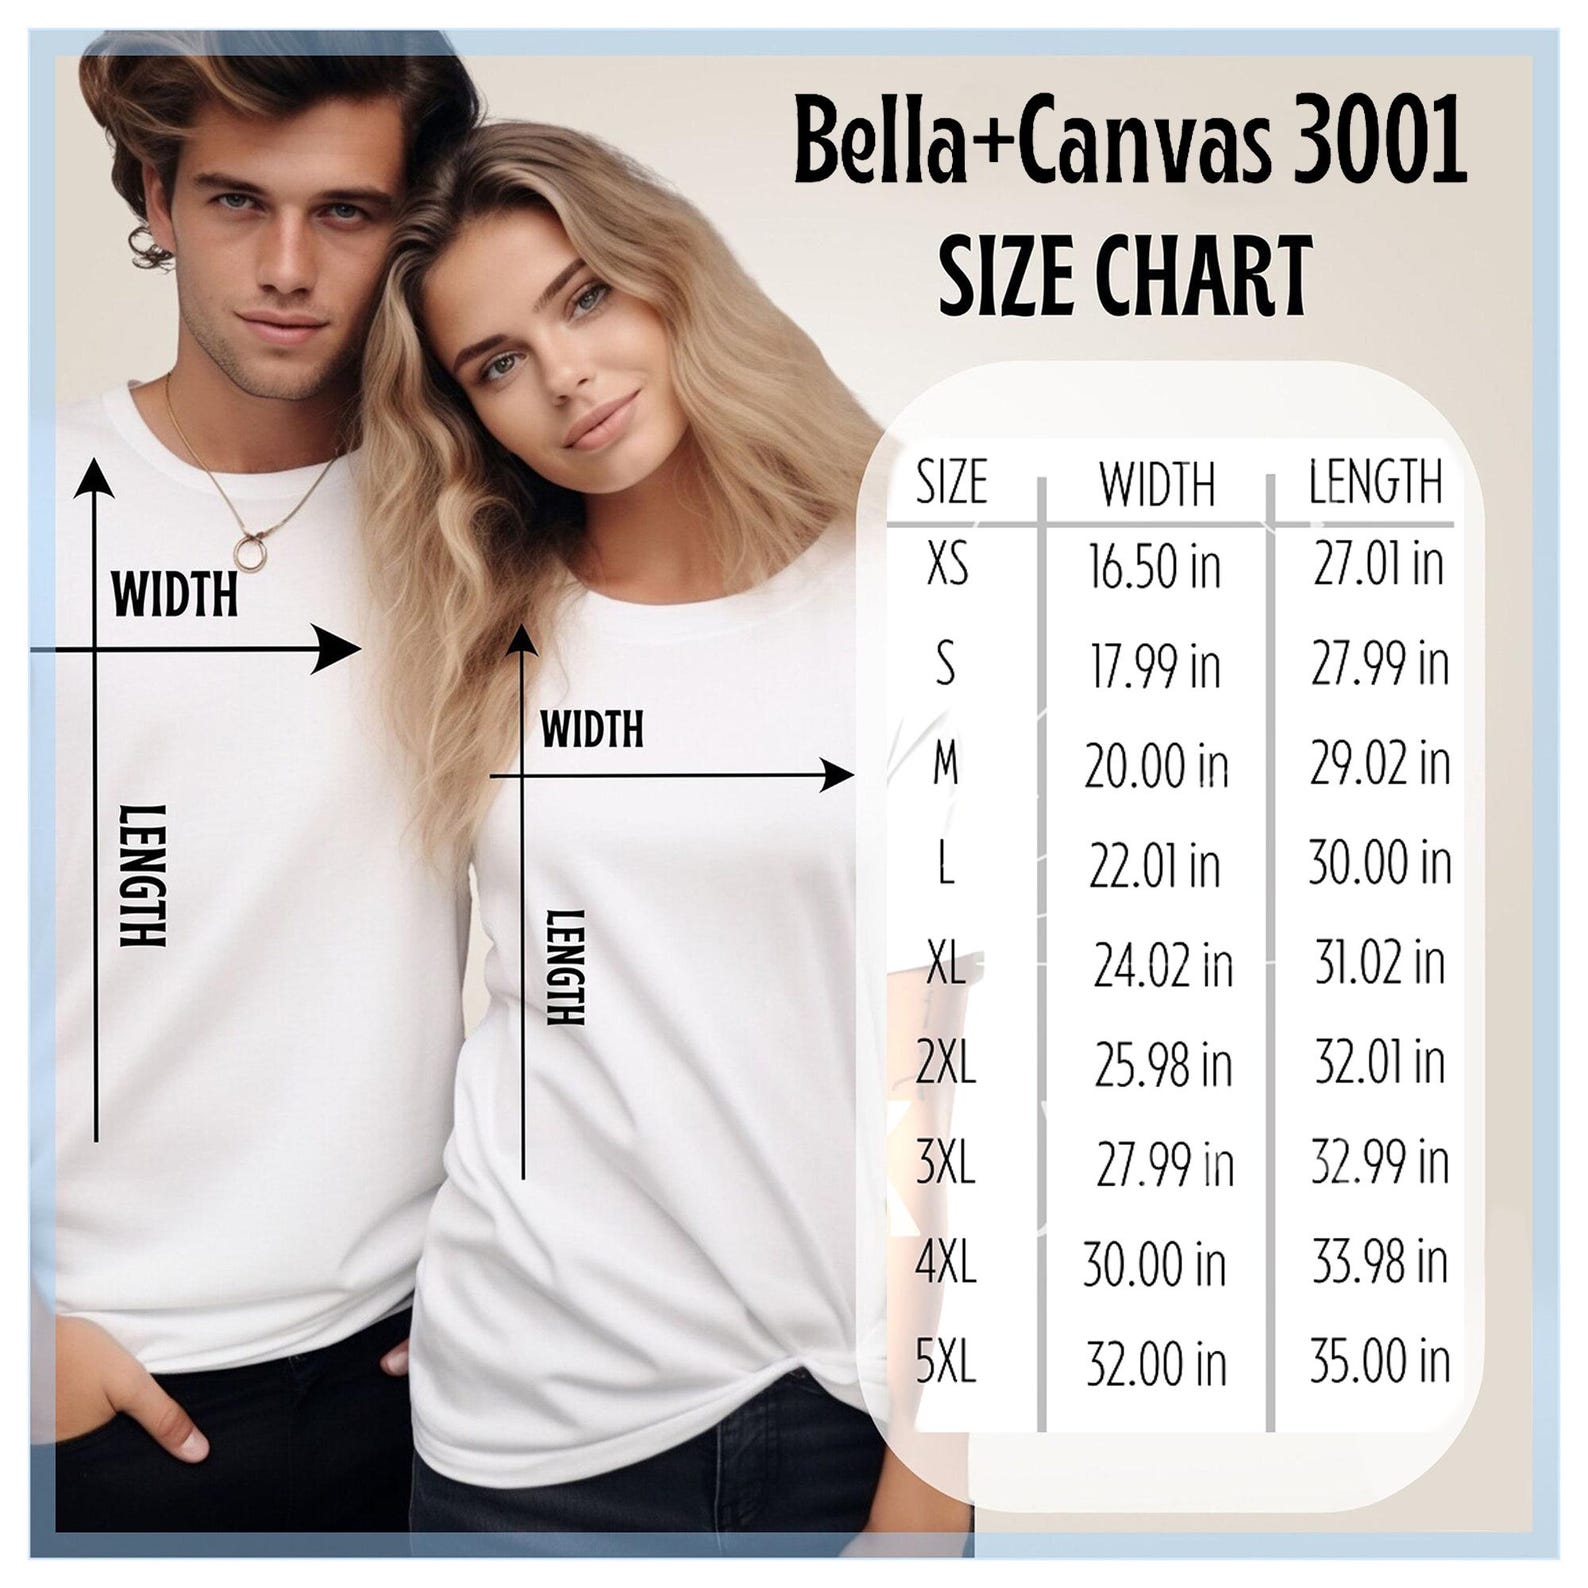 Bella+Canvas 3001
SIZE CHART
SIZE WIDTH LENGTH
XS 16.50 in 27.01 in
S 17.99 in 27.99 in
M 20.00 in 29.02 in
L 22.01 in 30.00 in
XL 24.02 in 31.02 in
2XL 25.98 in 32.01 in
3XL 27.99 in 32.99 in
4XL 30.00 in 33.98 in
5XL 32.00 in 35.00 in
WIDTH
LENGTH
WIDTH
LENGTH